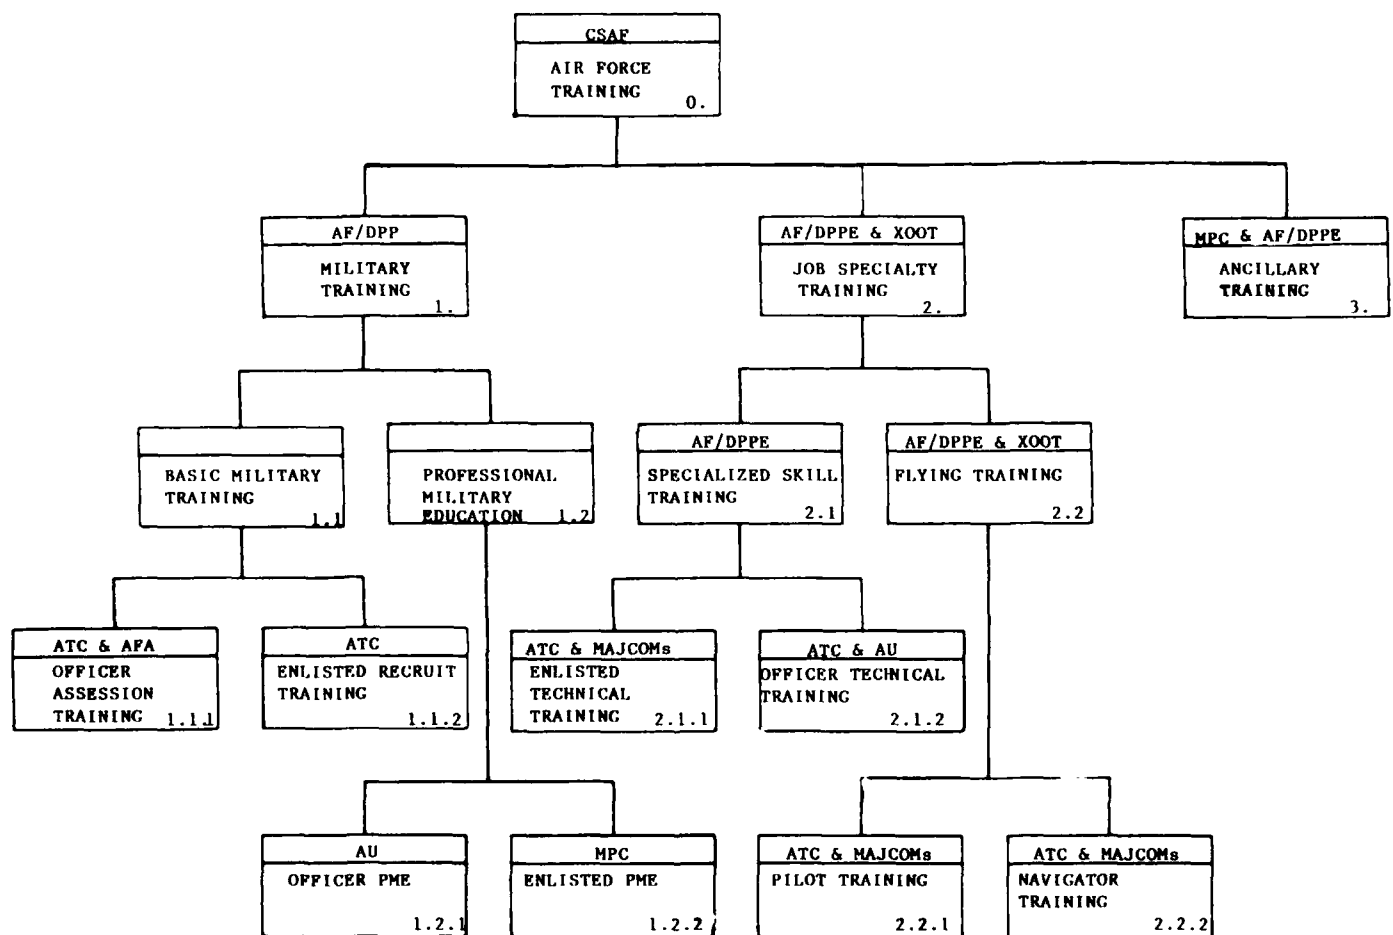 CSAF
AIR FORCE
TRAINING
0.
AF/DPP
MILITARY
TRAINING
1.
AF/DPPE & XOOT
JOB SPECIALTY
TRAINING
2.
MPC & AF/DPPE
ANCILLARY
TRAINING
3.
BASIC MILITARY
TRAINING
1.1
PROFESSIONAL
MILITARY
EDUCATION 1.2
AF/DPPE
SPECIALIZED SKILL
TRAINING
2.1
AF/DPPE & XOOT
FLYING TRAINING
2.2
ATC & AFA
OFFICER
ASSESSION
TRAINING 1.1.1
ATC
ENLISTED RECRUIT
TRAINING
1.1.2
ATC & MAJCOMs
ENLISTED
TECHNICAL
TRAINING 2.1.1
ATC & AU
OFFICER TECHNICAL
TRAINING
2.1.2
AU
OFFICER PME
1.2.1
MPC
ENLISTED PME
1.2.2
ATC & MAJCOMs
PILOT TRAINING
2.2.1
ATC & MAJCOMs
NAVIGATOR
TRAINING
2.2.2